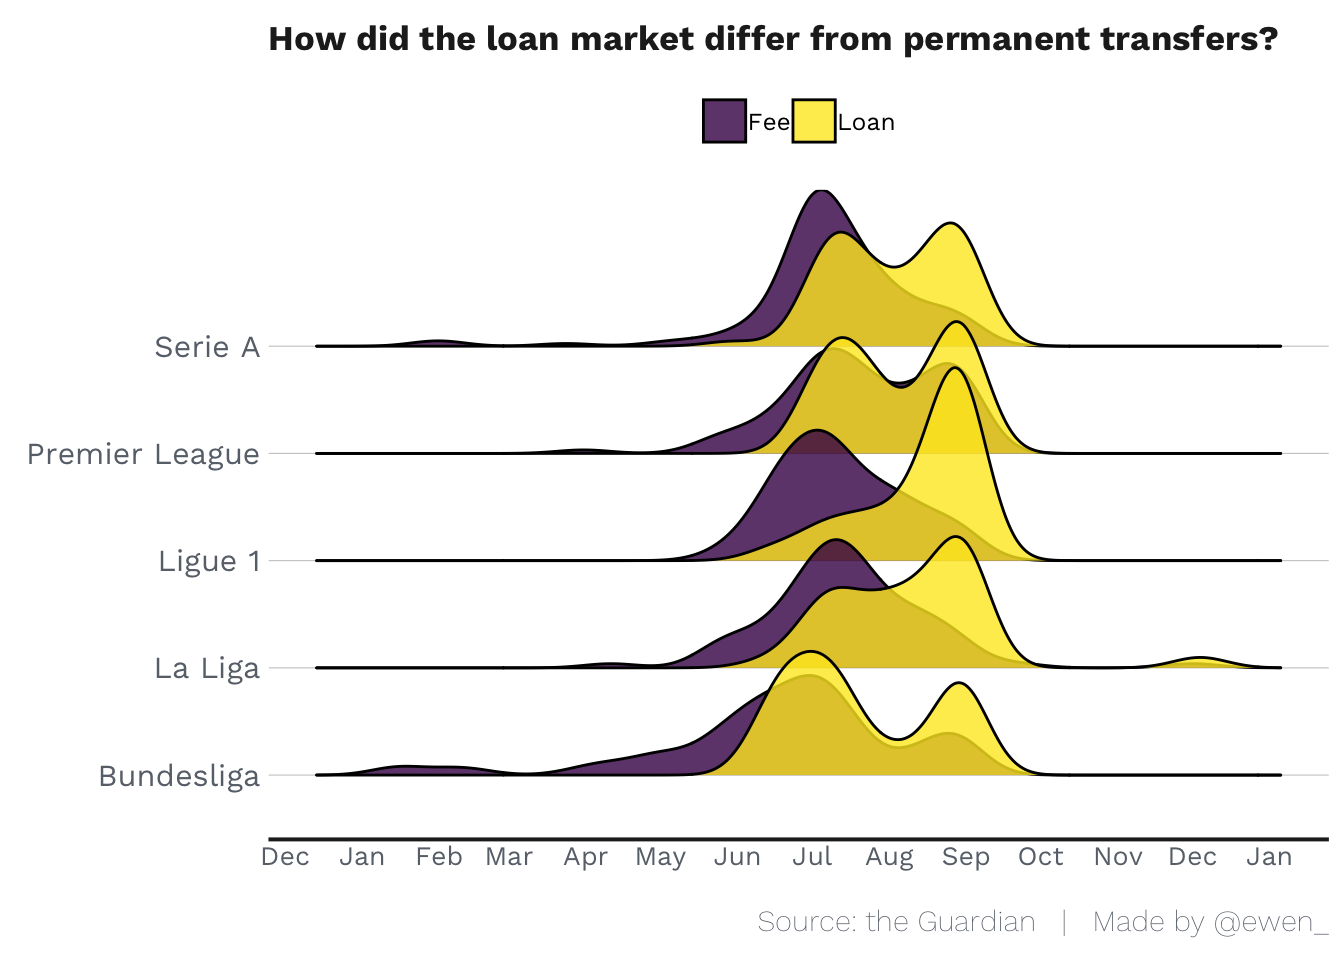 How did the loan market differ from permanent transfers?
Fee Loan
Serie A
Premier League
Ligue 1
La Liga
Bundesliga
Dec Jan Feb Mar Apr May Jun Jul Aug Sep Oct Nov Dec Jan
Source: the Guardian | Made by @ewen_